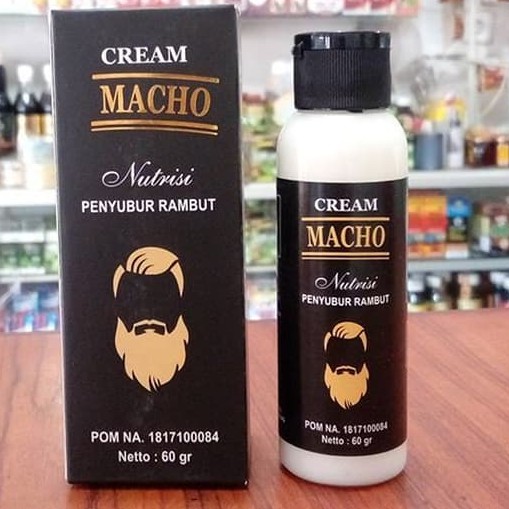 CREAM
MACHO
Nutrisi
PENYUBUR RAMBUT
POM NA. 1817100084
Netto : 60 gr
CREAM
MACHO
Nutrisi
PENYUBUR RAMBUT
POM NA. 1817100084
Netto : 60 gr